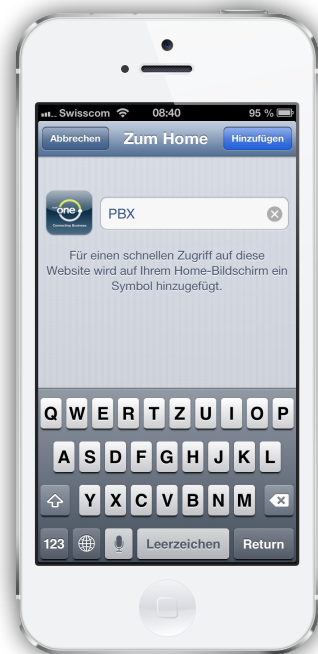 Swisscom 08:40 95 %
Abbrechen Zum Home Hinzufügen
one
Connecting Business
PBX
Für einen schnellen Zugriff auf diese
Website wird auf Ihrem Home-Bildschirm ein
Symbol hinzugefügt.
Q W E R T Z U I O P
A S D F G H J K L
Y X C V B N M
123 Leerzeichen Return